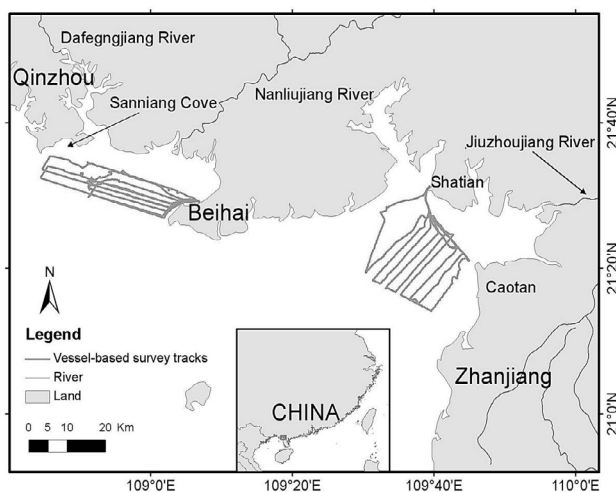 Dafegngjiang River
Qinzhou
Sanniang Cove
Nanliujiang River
21°40'N
Jiuzhoujiang River
Shatian
Beihai
21°20'N
N
Caotan
Legend
Vessel-based survey tracks
River
Land
Zhanjiang
CHINA
21°0'N
0 5 10 20 Km
109°0'E 109°20'E 109°40'E 110°0'E